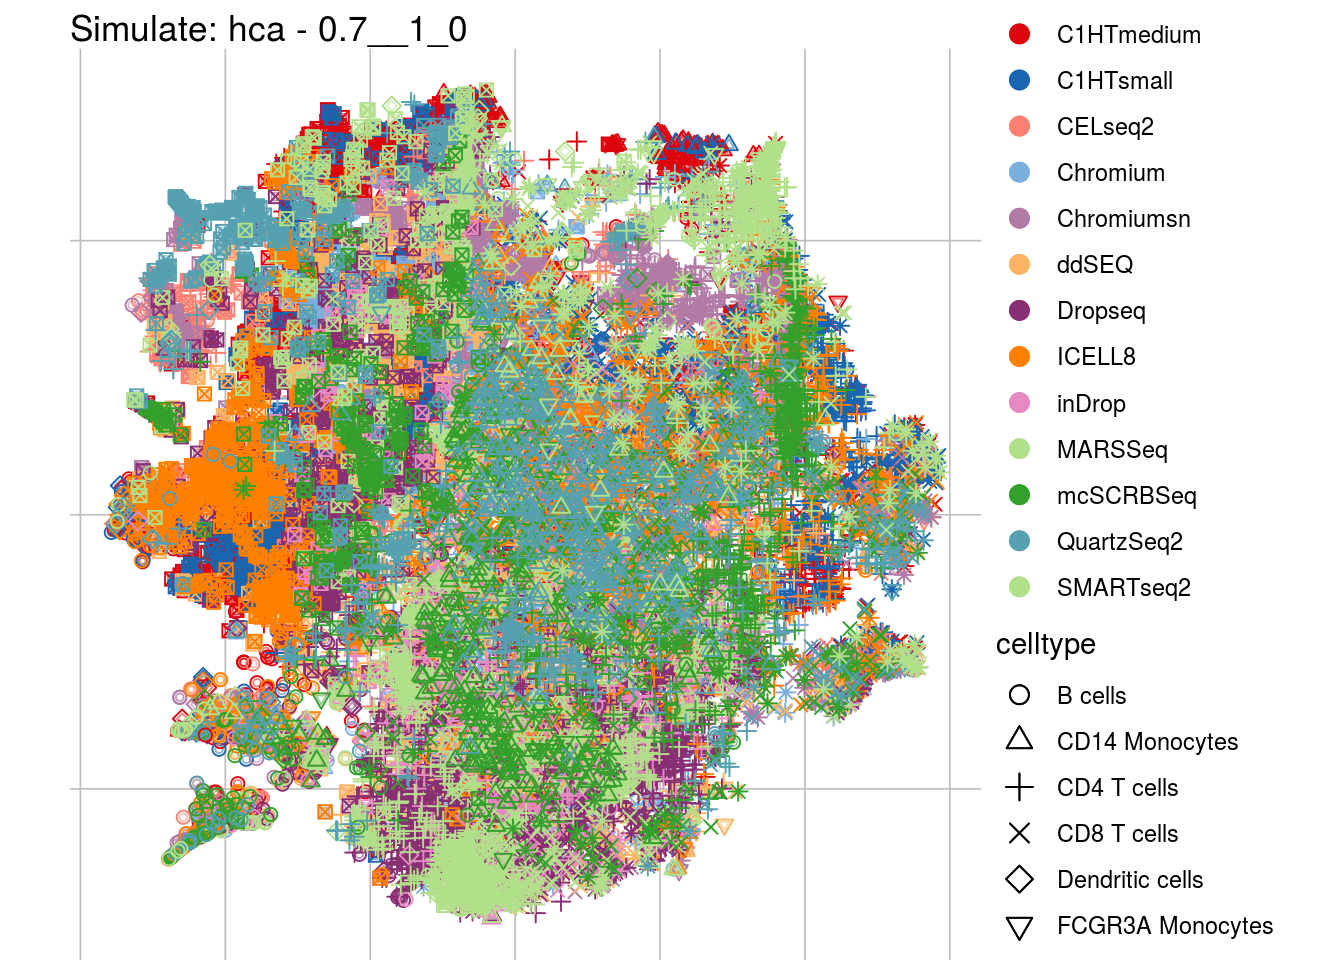 Simulate: hca - 0.7__1_0
C1HTmedium
C1HTsmall
CELseq2
Chromium
Chromiumsn
ddSEQ
Dropseq
ICELL8
inDrop
MARSSeq
mcSCRBSeq
QuartzSeq2
SMARTseq2
celltype
B cells
CD14 Monocytes
CD4 T cells
CD8 T cells
Dendritic cells
FCGR3A Monocytes